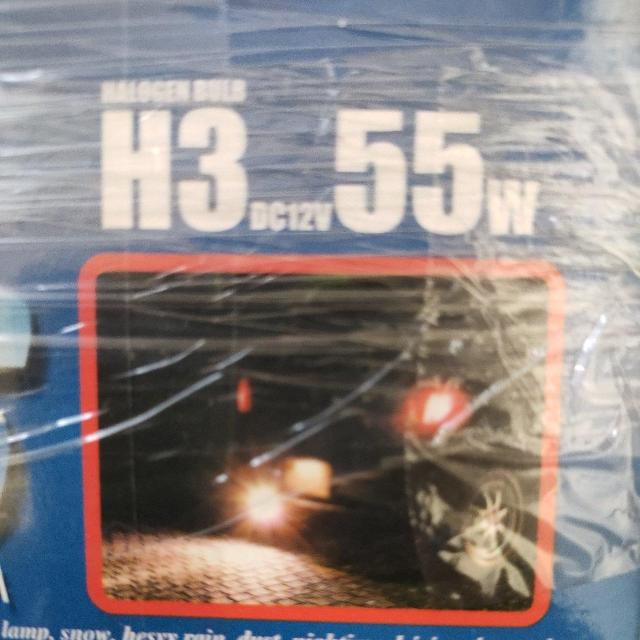 HALOGEN BULB
H3 DC12V 55W
lamp, snow, heavy rain, dust,